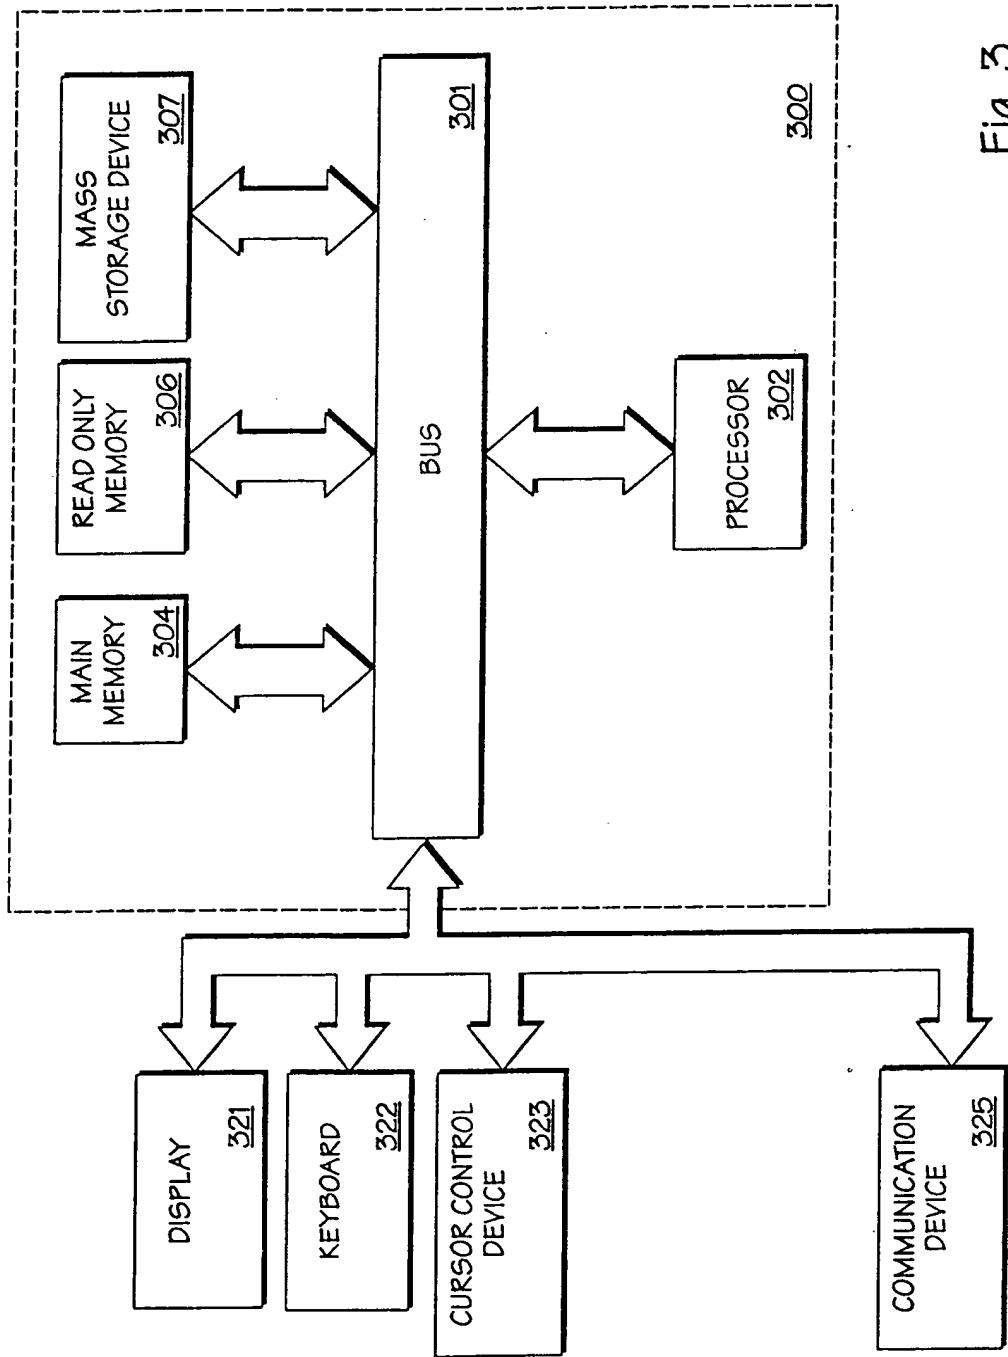 DISPLAY
321
KEYBOARD
322
CURSOR CONTROL
DEVICE
323
COMMUNICATION
DEVICE
325
MAIN
MEMORY
304
READ ONLY
MEMORY
306
MASS
STORAGE DEVICE
307
BUS
301
PROCESSOR
302
300
Fig. 3